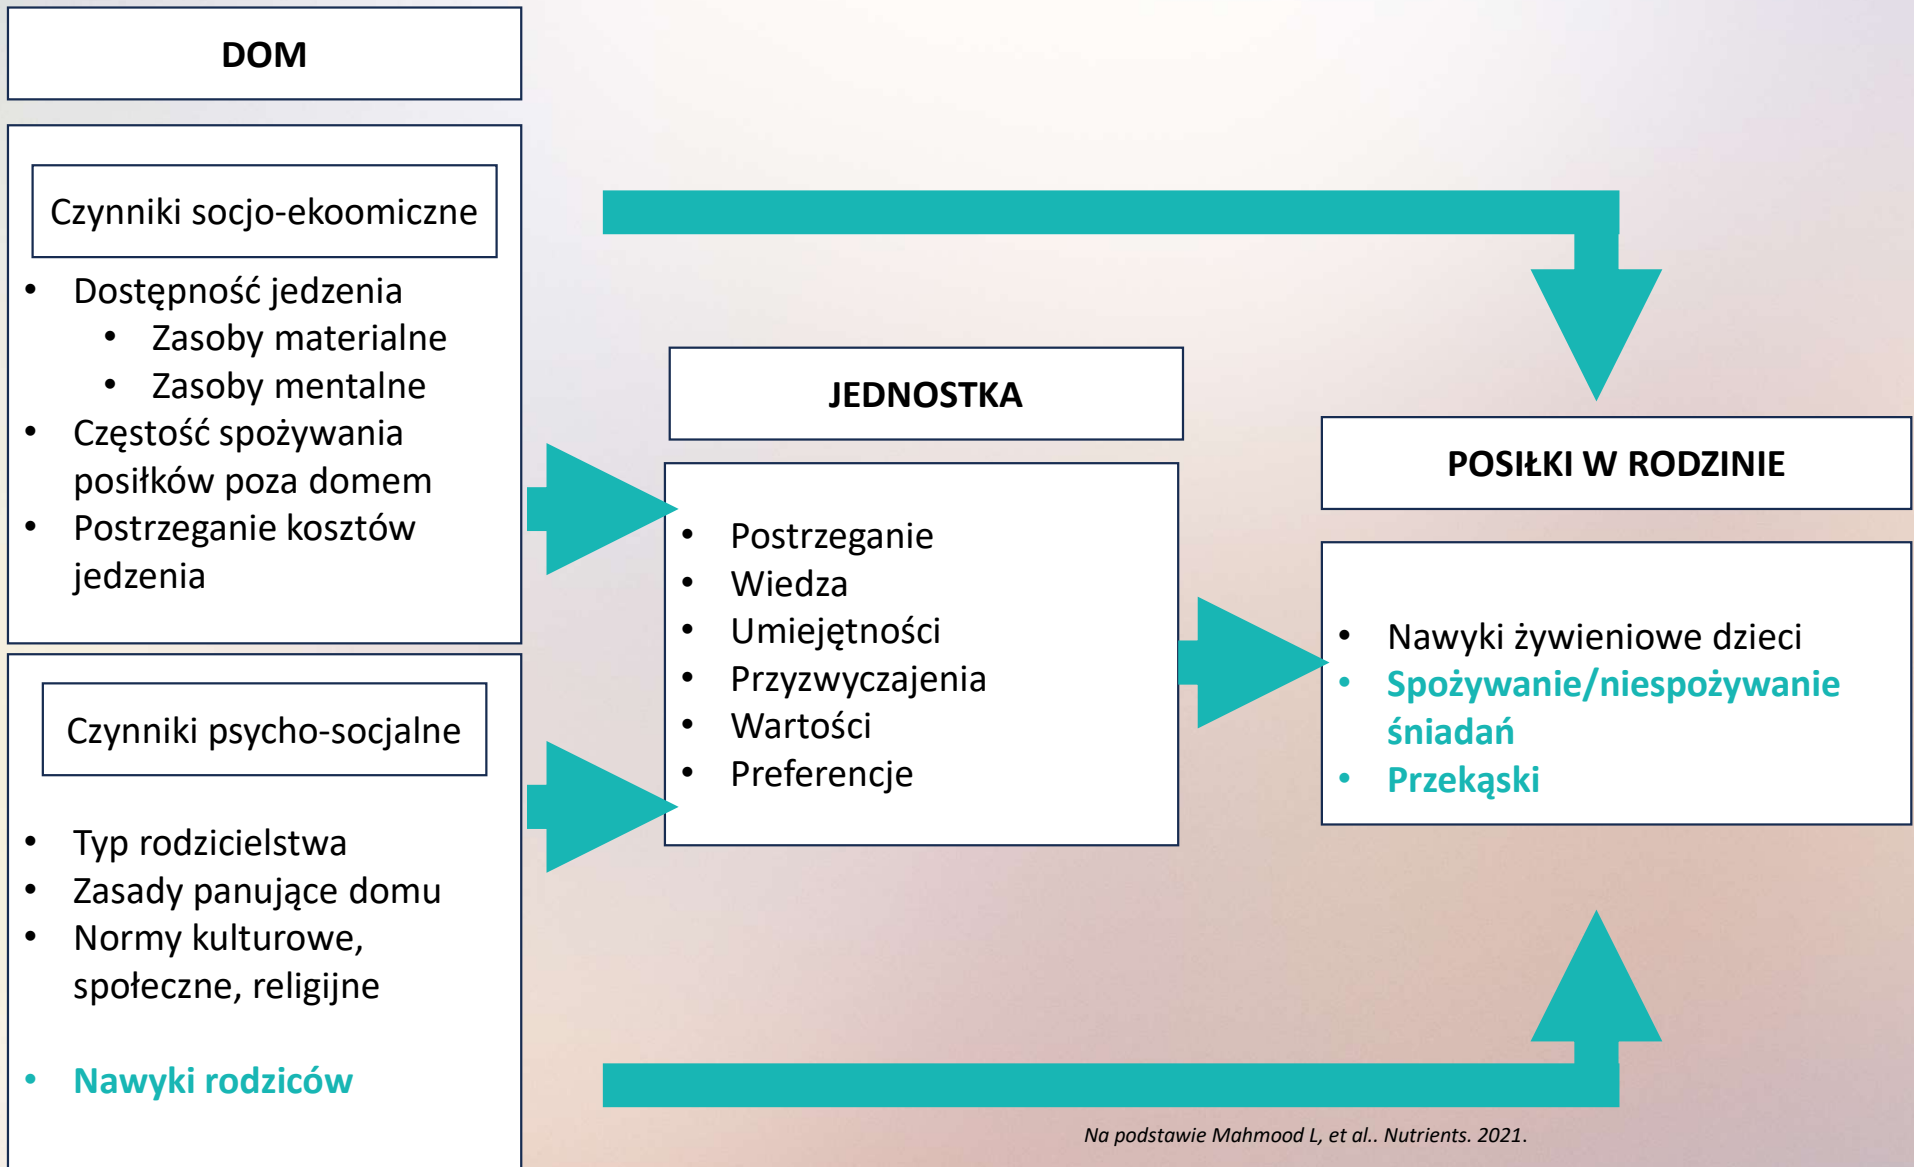 DOM
Czynniki socjo-ekoomiczne
• Dostępność jedzenia
• Zasoby materialne
• Zasoby mentalne
• Częstość spożywania
posiłków poza domem
• Postrzeganie kosztów
jedzenia
Czynniki psycho-socjalne
• Typ rodzicielstwa
• Zasady panujące domu
• Normy kulturowe,
społeczne, religijne
• Nawyki rodziców
JEDNOSTKA
• Postrzeganie
• Wiedza
• Umiejętności
• Przyzwyczajenia
• Wartości
• Preferencje
POSIŁKI W RODZINIE
• Nawyki żywieniowe dzieci
• Spożywanie/niespożywanie
śniadań
• Przekąski
Na podstawie Mahmood L, et al.. Nutrients. 2021.